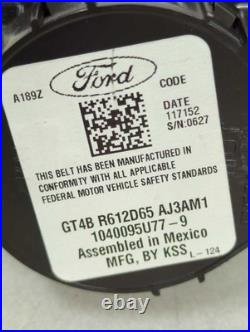 A189Z
Ford
CODE
DATE
117152
S/N:0627
THIS BELT HAS BEEN MANUFACTURED
IN CONFORMITY WITH ALL APPLICABLE
FEDERAL MOTOR VEHICLE SAFETY STANDARDS
GT4B R612D65 AJ3AM1
1040095U77-9
Assembled in Mexico
MFG, BY KSS L-124